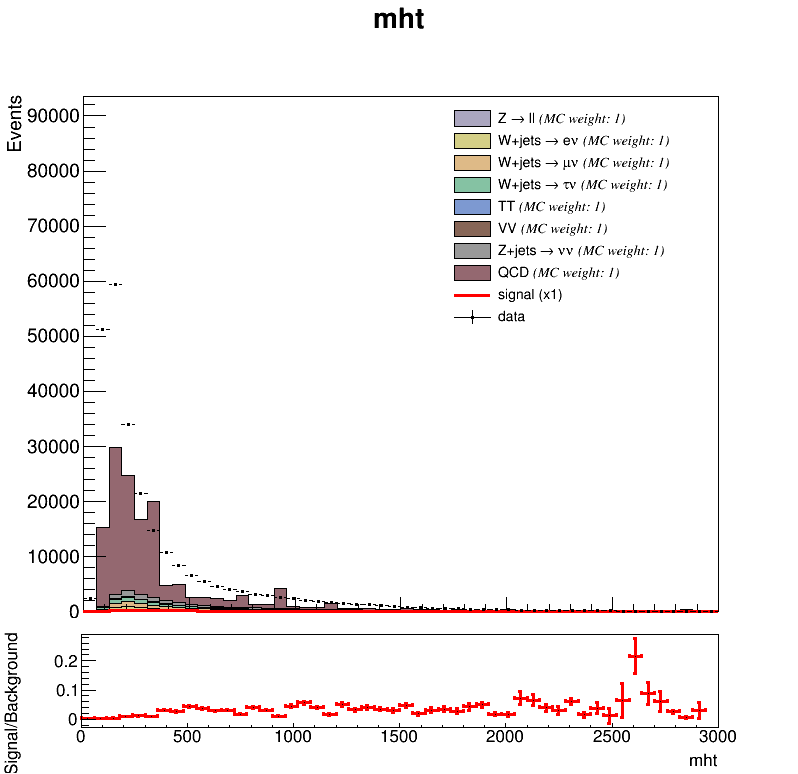 mht
Events
90000
80000
70000
60000
50000
40000
30000
20000
10000
0
Z → ll (MC weight: 1)
W+jets → eν (MC weight: 1)
W+jets → μν (MC weight: 1)
W+jets → τν (MC weight: 1)
TT (MC weight: 1)
VV (MC weight: 1)
Z+jets → νν (MC weight: 1)
QCD (MC weight: 1)
signal (x1)
data
Signal/Background
0.2
0.1
0
0 500 1000 1500 2000 2500 3000
mht